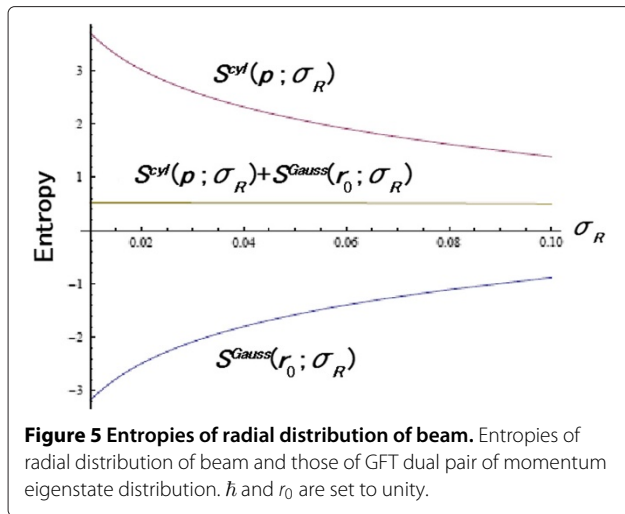 3
2
1
-1
-2
-3
Entropy
S^cyl(p ; σ_R)
S^cyl(p ; σ_R)+S^Gauss(r_0 ; σ_R)
0.02 0.04 0.06 0.08 0.10 σ_R
S^Gauss(r_0 ; σ_R)
Figure 5 Entropies of radial distribution of beam. Entropies of
radial distribution of beam and those of GFT dual pair of momentum
eigenstate distribution. ℏ and r_0 are set to unity.